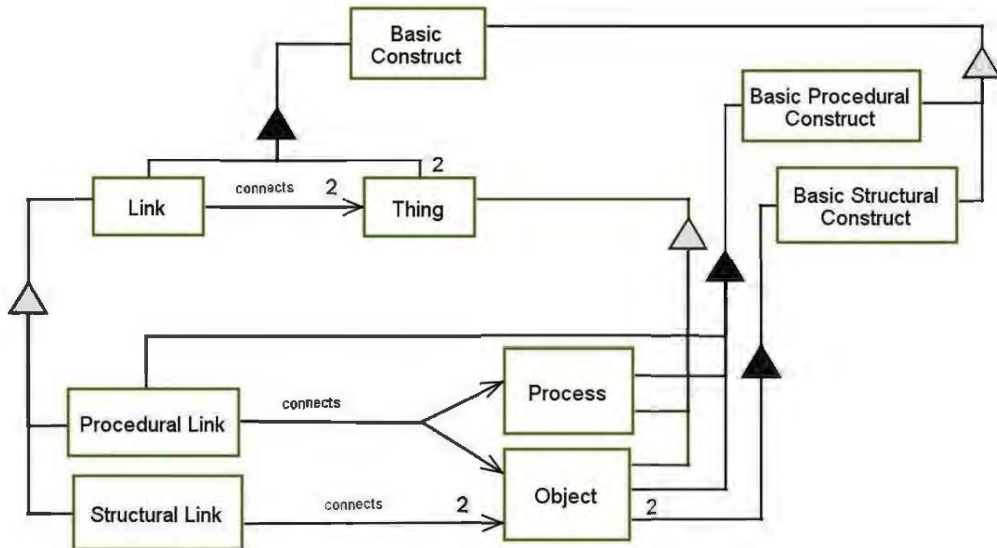 Basic
Construct
Basic Procedural
Construct
2
connects 2
Link
Thing
Basic Structural
Construct
Process
connects
Procedural Link
Structural Link
connects 2
Object
2